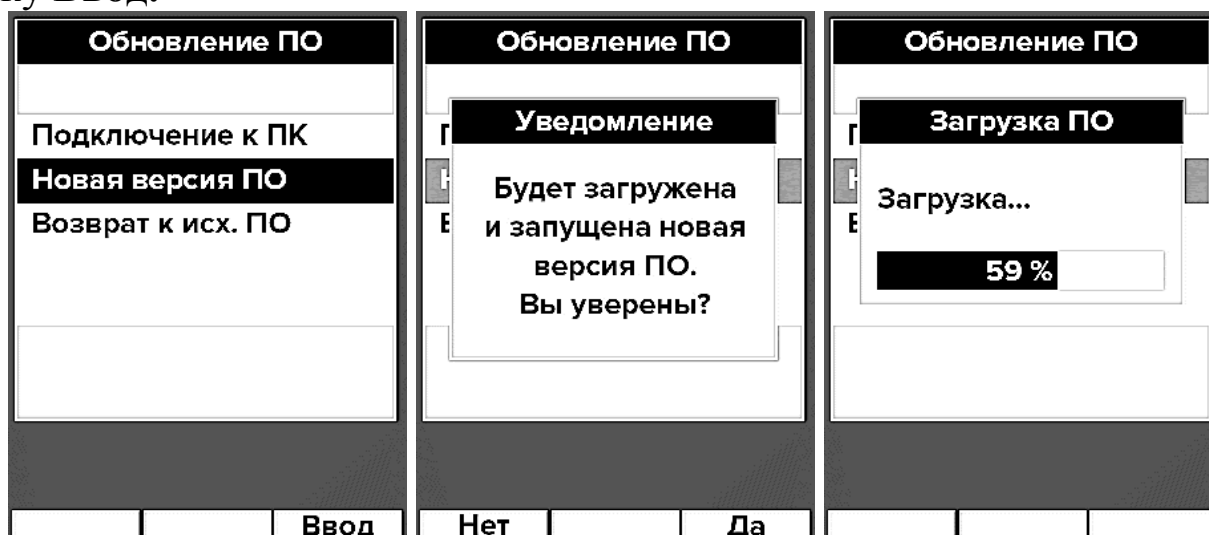 Обновление ПО
Подключение к ПК
Новая версия ПО
Возврат к исх. ПО
Ввод
Обновление ПО
Уведомление
Будет загружена
и запущена новая
версия ПО.
Вы уверены?
Нет
Да
Обновление ПО
Загрузка ПО
Загрузка...
59 %